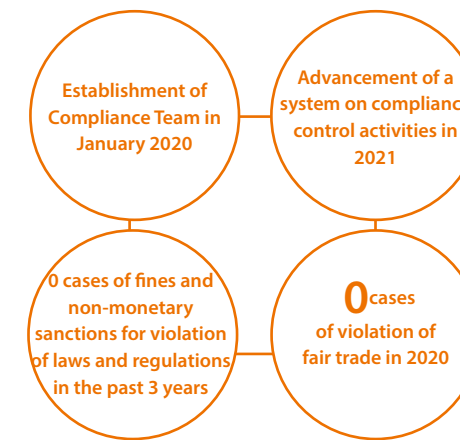 Establishment of
Compliance Team in
January 2020
Advancement of a
system on complianc
control activities in
2021
0 cases of fines and
non-monetary
sanctions for violation
of laws and regulations
in the past 3 years
0 cases
of violation of
fair trade in 2020